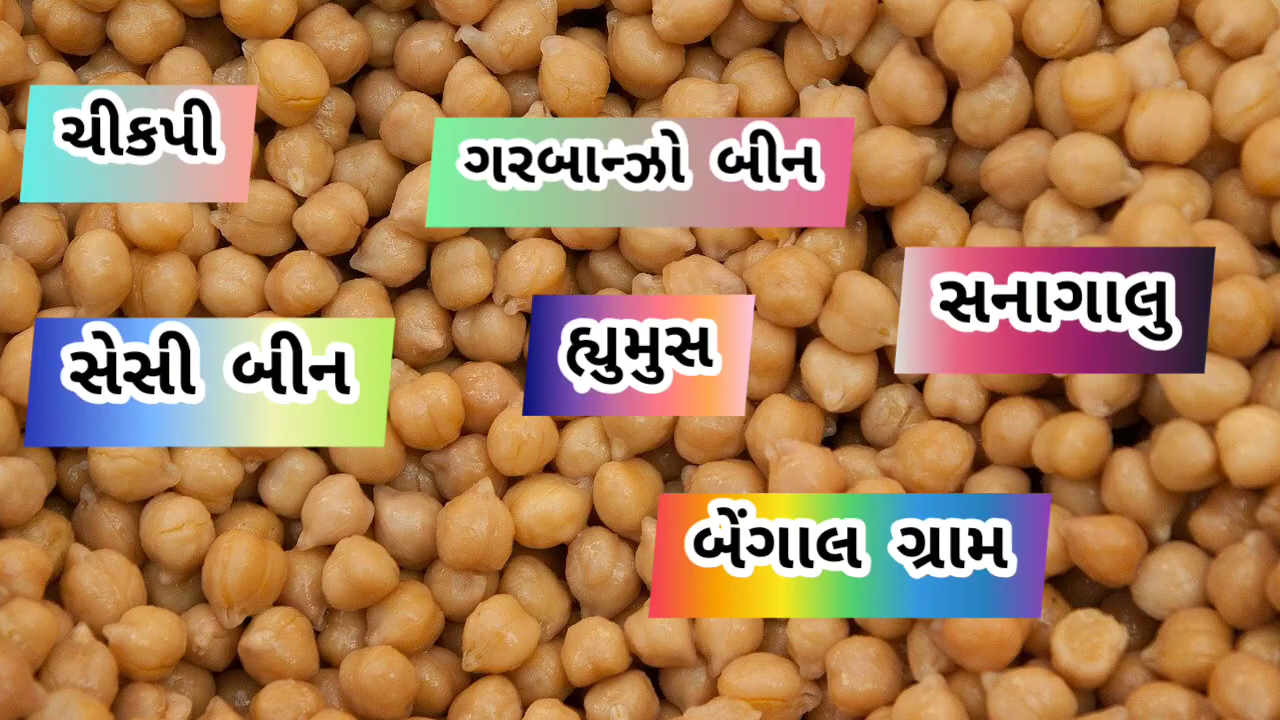 ચીકપી
ગરબાન્ઝો બીન
સનાગાલુ
સેસી બીન
હ્યુમુસ
બેંગાલ ગ્રામ